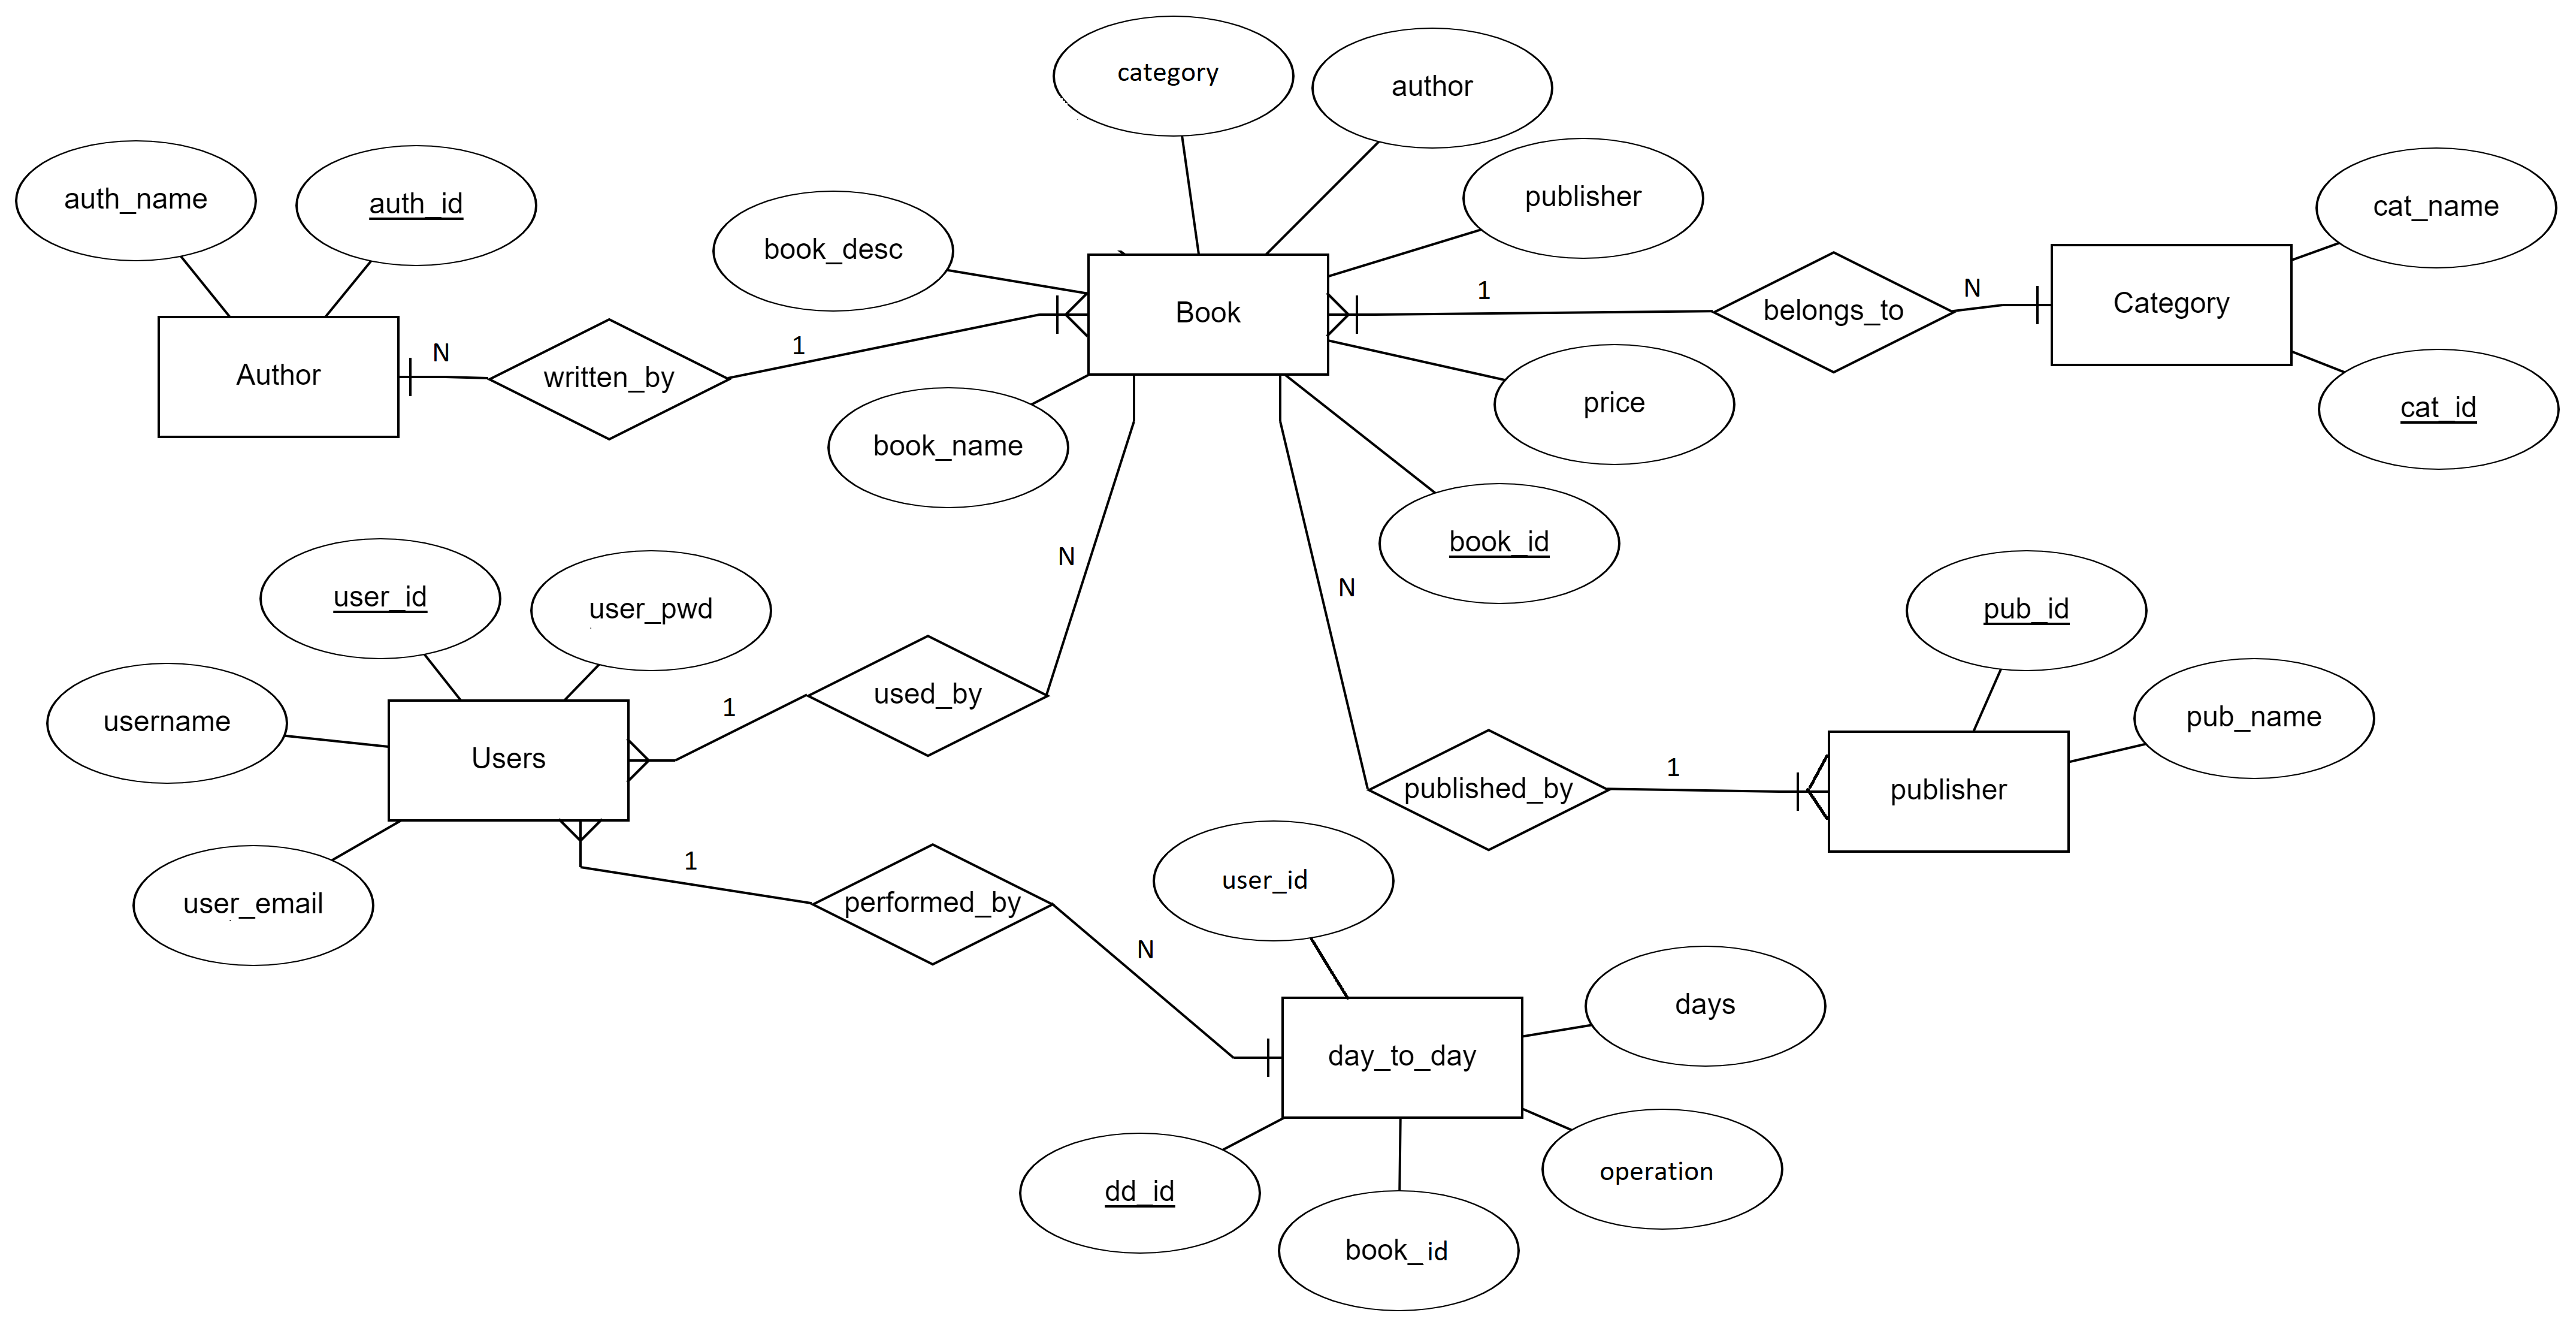 category
author
auth_name
auth_id
publisher
cat_name
book_desc
Book
1
N
belongs_to
Category
Author
N
written_by
1
price
cat_id
book_name
book_id
N
N
user_id
user_pwd
pub_id
username
Users
1
used_by
pub_name
published_by
1
publisher
user_email
1
performed_by
user_id
N
days
day_to_day
dd_id
operation
book_id